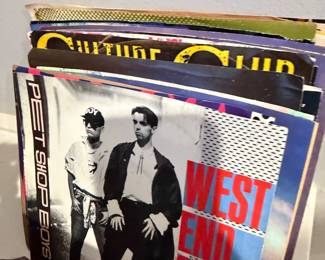 CULTURE CLUB
PET SHOP BOYS
WEST
END